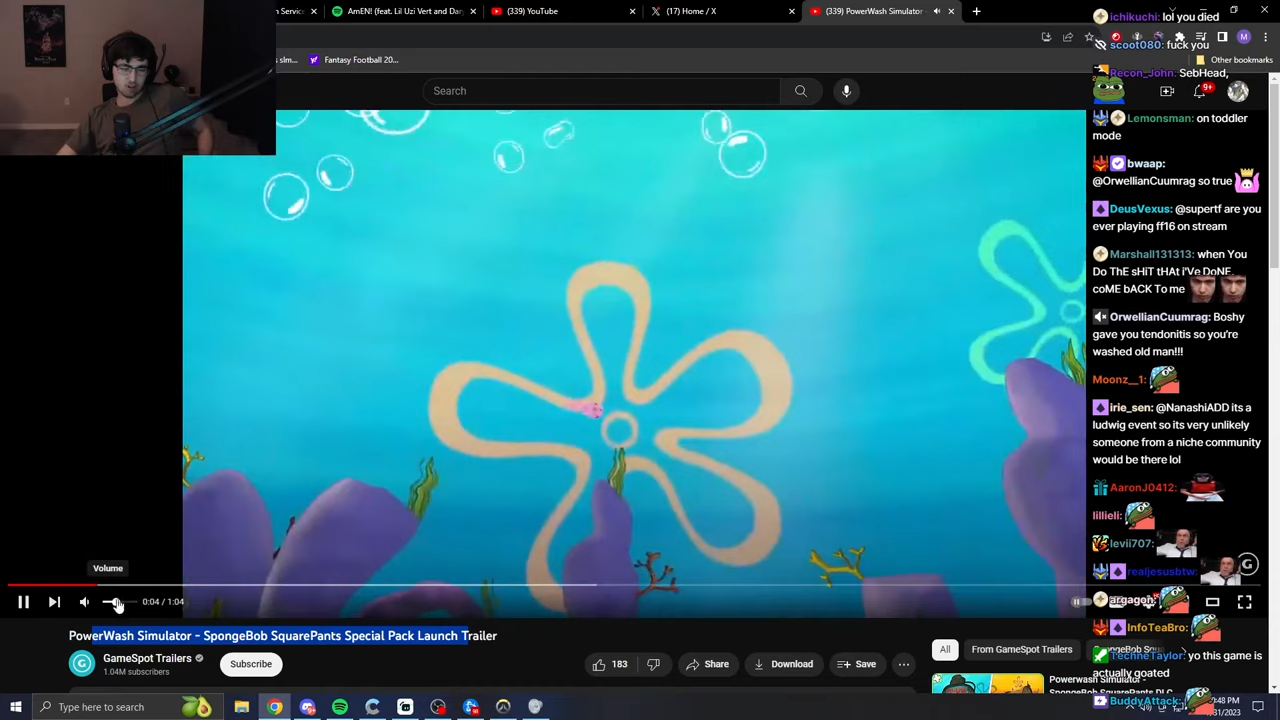 Service
AmEN! (feat. Lil Uzi Vert and Dar
(339) YouTube
(17) Home / X
(339) PowerWash Simulator -
Fantasy Football 20...
M
Other bookmarks
Search
9+
ichikuchi: lol you died
scoot080: fuck you
Recon_John: SebHead,
Lemonsman: on toddler
mode
bwaap:
@OrwellianCuumrag so true
DeusVexus: @supertf are you
ever playing ff16 on stream
Marshall131313: when You
Do ThE sHiT tHAt i'Ve DoNE,
coME bACK To me
OrwellianCuumrag: Boshy
gave you tendonitis so you're
washed old man!!!
Moonz__1:
irie_sen: @NanashiADD its a
ludwig event so its very unlikely
someone from a niche community
would be there lol
AaronJ0412:
lillieli:
levii707:
realjesusbtw:
argagon:
InfoTeaBro:
TechneTaylor: yo this game is
actually goated
BuddyAttack:
Volume
0:04 / 1:04
PowerWash Simulator - SpongeBob SquarePants Special Pack Launch Trailer
GameSpot Trailers
1.04M subscribers
Subscribe
183
Share
Download
Save
All
From GameSpot Trailers
SpongeBob Squ
Powerwash Simulator -
SpongeBob SquarePants DLC
Type here to search
:48 PM
/31/2023